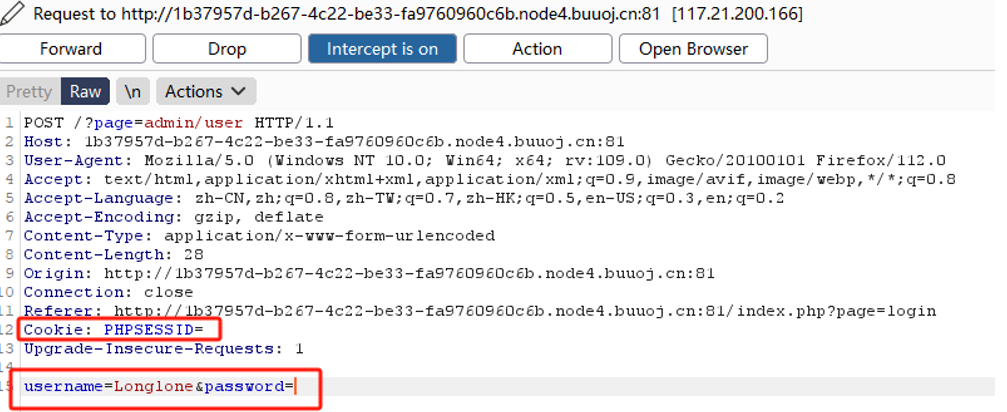 Request to http://1b37957d-b267-4c22-be33-fa9760960c6b.node4.buuoj.cn:81 [117.21.200.166]
Forward Drop Intercept is on Action Open Browser
Pretty Raw \n Actions
1 POST /?page=admin/user HTTP/1.1
2 Host: 1b37957d-b267-4c22-be33-fa9760960c6b.node4.buuoj.cn:81
3 User-Agent: Mozilla/5.0 (Windows NT 10.0; Win64; x64; rv:109.0) Gecko/20100101 Firefox/112.0
4 Accept: text/html,application/xhtml+xml,application/xml;q=0.9,image/avif,image/webp,*/*;q=0.8
5 Accept-Language: zh-CN,zh;q=0.8,zh-TW;q=0.7,zh-HK;q=0.5,en-US;q=0.3,en;q=0.2
6 Accept-Encoding: gzip, deflate
7 Content-Type: application/x-www-form-urlencoded
8 Content-Length: 28
9 Origin: http://1b37957d-b267-4c22-be33-fa9760960c6b.node4.buuoj.cn:81
10 Connection: close
11 Referer: http://1b37957d-b267-4c22-be33-fa9760960c6b.node4.buuoj.cn:81/index.php?page=login
12 Cookie: PHPSESSID=
13 Upgrade-Insecure-Requests: 1
14
15 username=Longlone&password=